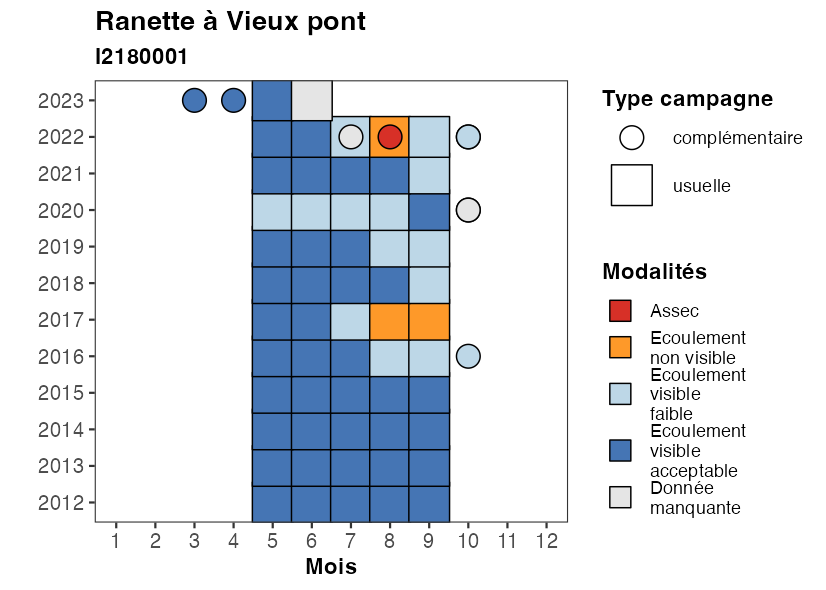 Ranette à Vieux pont
I2180001
2023
2022
2021
2020
2019
2018
2017
2016
2015
2014
2013
2012
1 2 3 4 5 6 7 8 9 10 11 12
Mois
Type campagne
complémentaire
usuelle
Modalités
Assec
Ecoulement
non visible
Ecoulement
visible
faible
Ecoulement
visible
acceptable
Donnée
manquante